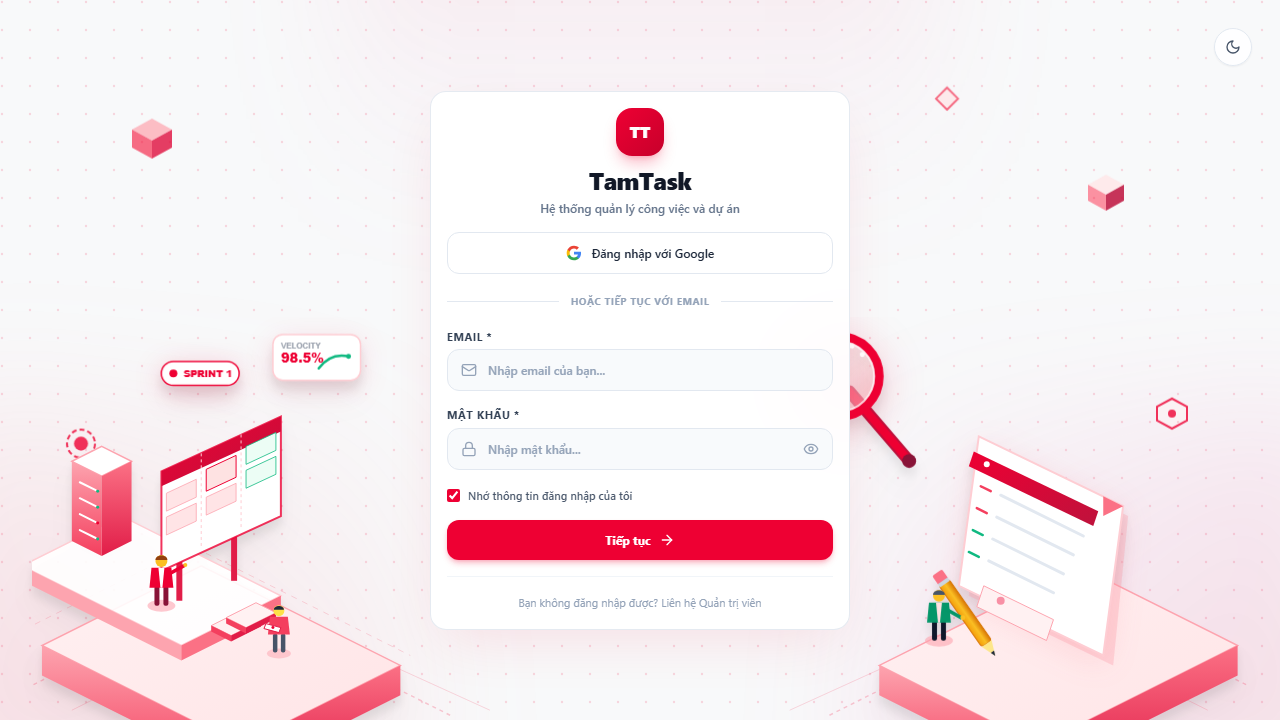 TT
TamTask
Hệ thống quản lý công việc và dự án
Đăng nhập với Google
HOẶC TIẾP TỤC VỚI EMAIL
EMAIL *
Nhập email của bạn...
MẬT KHẨU *
Nhập mật khẩu...
Nhớ thông tin đăng nhập của tôi
Tiếp tục
Bạn không đăng nhập được? Liên hệ Quản trị viên
VELOCITY
98.5%
SPRINT 1